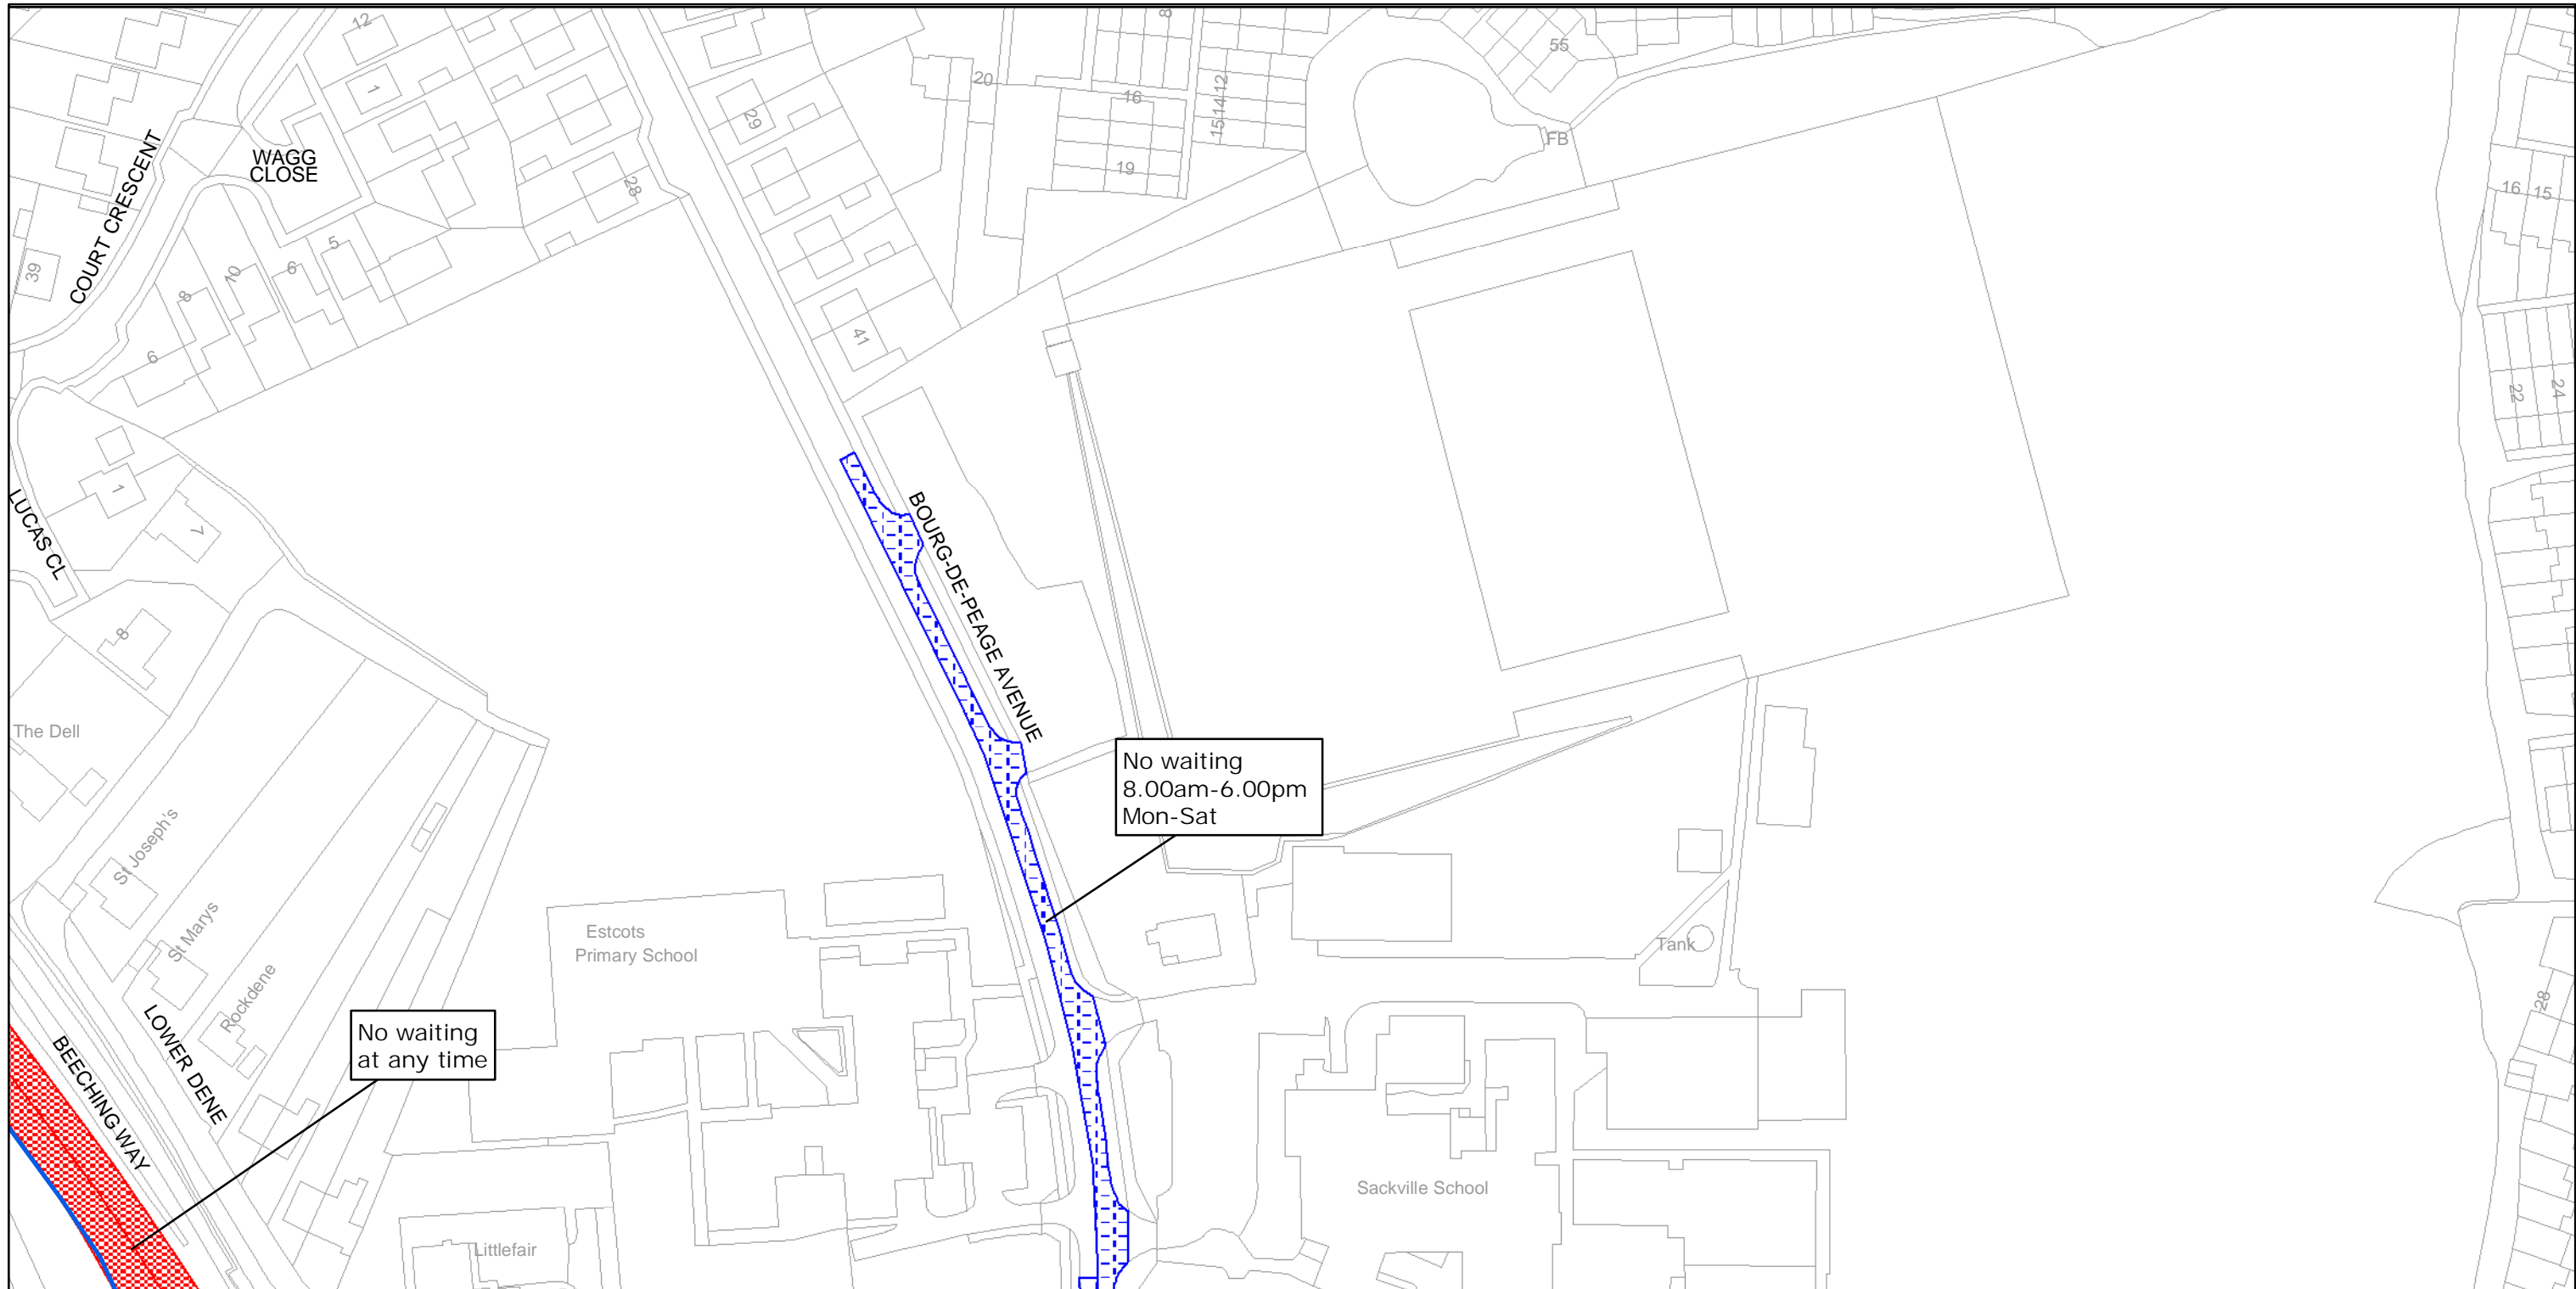 12
1
WAGG
CLOSE
COURT CRESCENT
39
5
6
10
8
6
28
29
41
20
8
16
19
15 14 12
55
FB
16
15
22
24
LUCAS CL
1
7
8
The Dell
St Joseph's
St Marys
Rockdene
LOWER DENE
BEECHING WAY
No waiting
at any time
BOURG-DE-PEAGE AVENUE
No waiting
8.00am-6.00pm
Mon-Sat
Estcots
Primary School
Littlefair
Tank
Sackville School
28